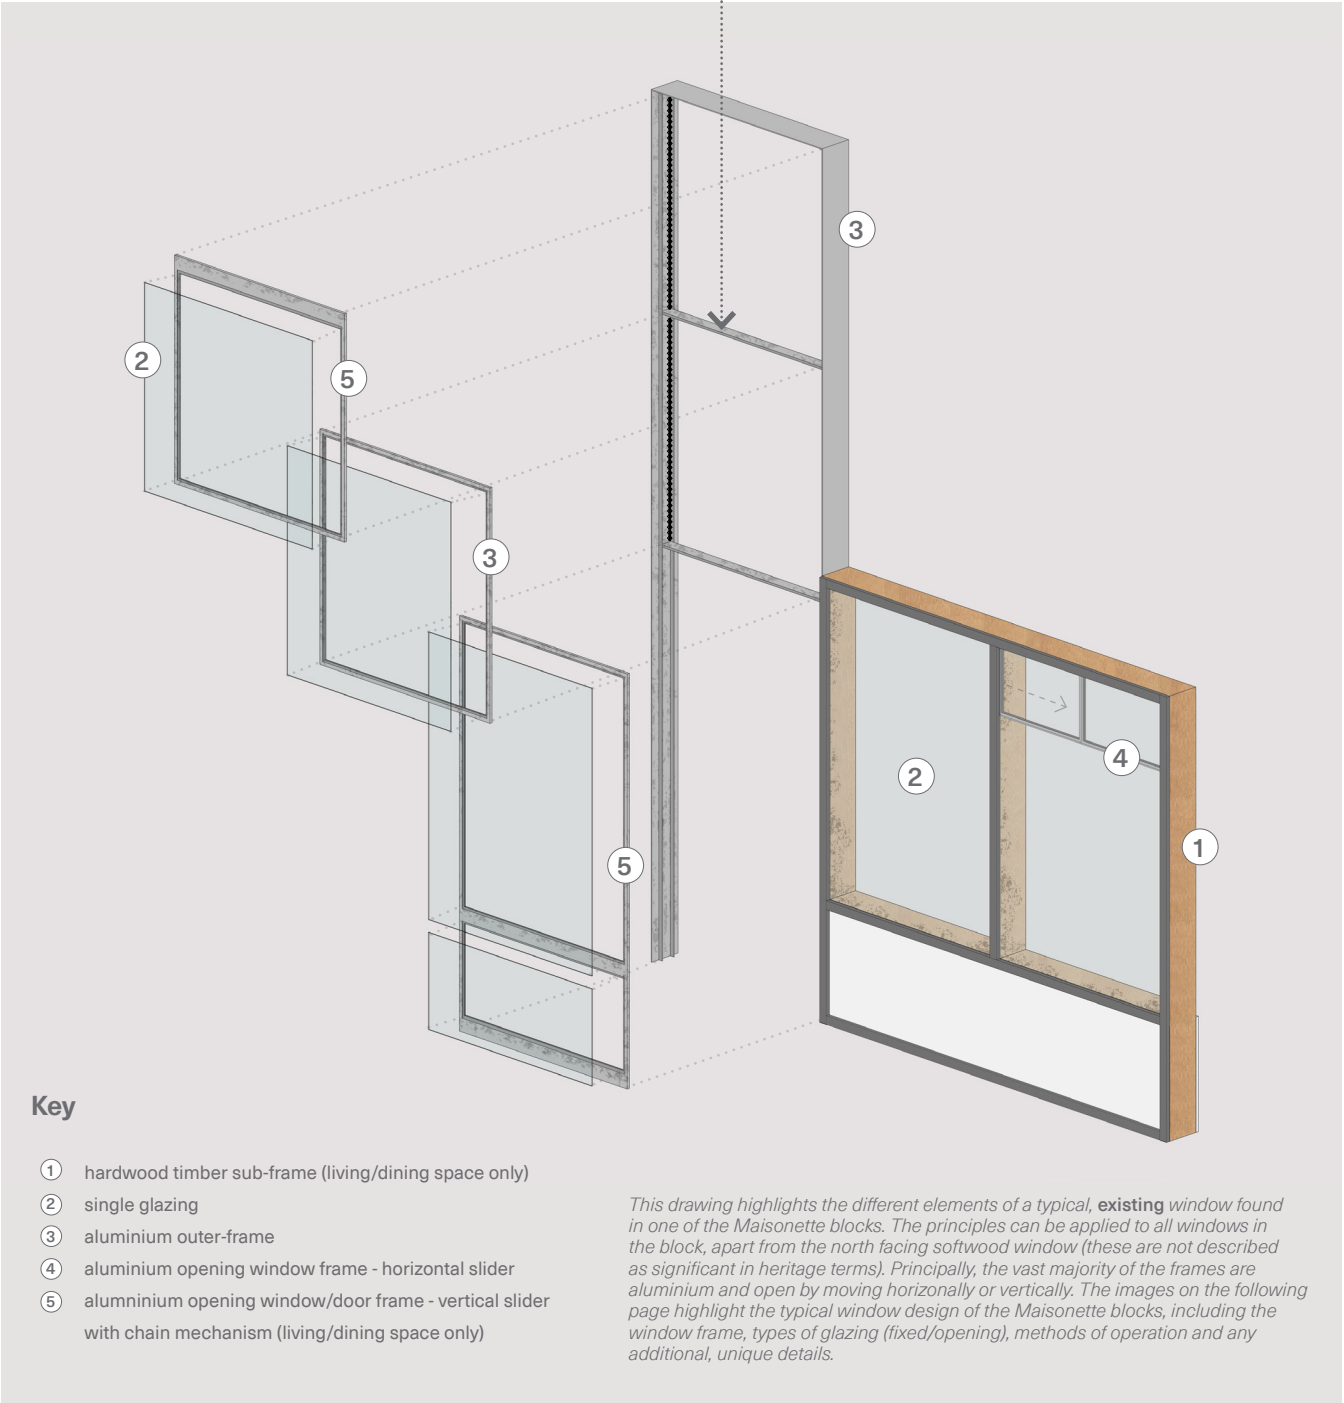 3
2
5
3
5
2
4
1
Key
1 hardwood timber sub-frame (living/dining space only)
2 single glazing
3 aluminium outer-frame
4 aluminium opening window frame - horizontal slider
5 alumninium opening window/door frame - vertical slider
with chain mechanism (living/dining space only)
This drawing highlights the different elements of a typical, existing window found
in one of the Maisonette blocks. The principles can be applied to all windows in
the block, apart from the north facing softwood window (these are not described
as significant in heritage terms). Principally, the vast majority of the frames are
aluminium and open by moving horizonally or vertically. The images on the following
page highlight the typical window design of the Maisonette blocks, including the
window frame, types of glazing (fixed/opening), methods of operation and any
additional, unique details.